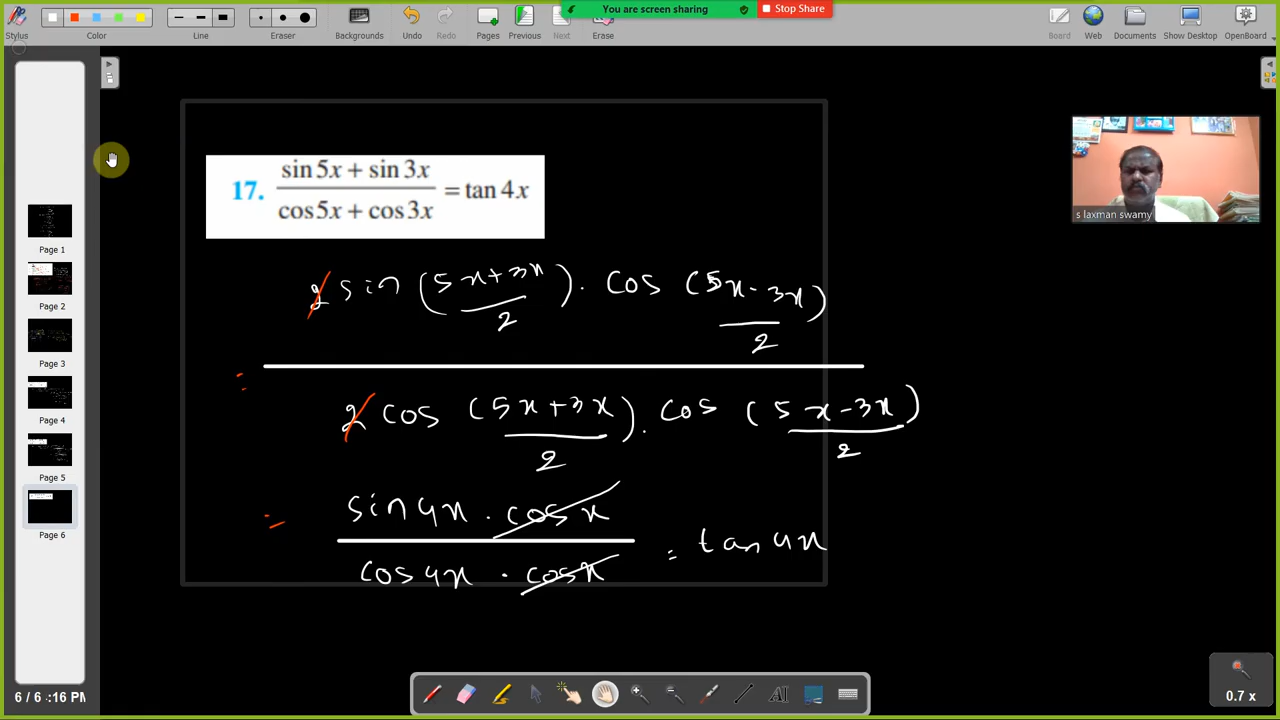 Stylus Color Line Eraser Backgrounds Undo Redo Pages Previous Next Erase Board Web Documents Show Desktop OpenBoard
You are screen sharing Stop Share
s laxman swamy
17. (sin 5x + sin 3x)/(cos 5x + cos 3x) = tan 4x
2 sin (5x+3x)/2 . cos (5x-3x)/2
=
2 cos (5x+3x)/2 . cos (5x-3x)/2
sin 4x . cos x
= = tan 4x
cos 4x . cos x
Page 1
Page 2
Page 3
Page 4
Page 5
Page 6
6 / 6 :16 PM
0.7 x